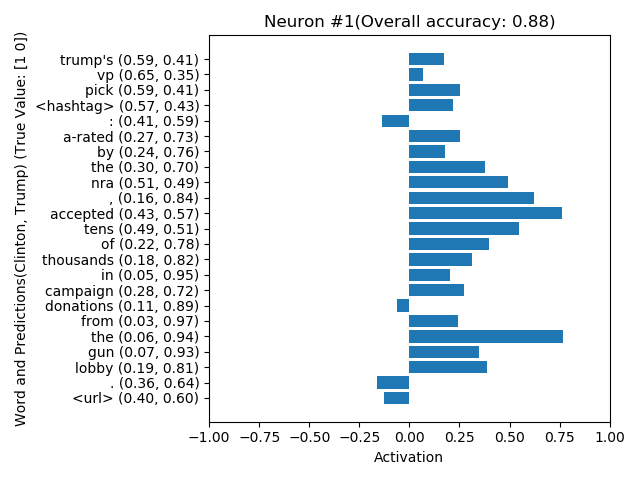 Neuron #1(Overall accuracy: 0.88)
Word and Predictions(Clinton, Trump) (True Value: [1 0])
trump's (0.59, 0.41)
vp (0.65, 0.35)
pick (0.59, 0.41)
<hashtag> (0.57, 0.43)
: (0.41, 0.59)
a-rated (0.27, 0.73)
by (0.24, 0.76)
the (0.30, 0.70)
nra (0.51, 0.49)
, (0.16, 0.84)
accepted (0.43, 0.57)
tens (0.49, 0.51)
of (0.22, 0.78)
thousands (0.18, 0.82)
in (0.05, 0.95)
campaign (0.28, 0.72)
donations (0.11, 0.89)
from (0.03, 0.97)
the (0.06, 0.94)
gun (0.07, 0.93)
lobby (0.19, 0.81)
. (0.36, 0.64)
<url> (0.40, 0.60)
−1.00 −0.75 −0.50 −0.25 0.00 0.25 0.50 0.75 1.00
Activation